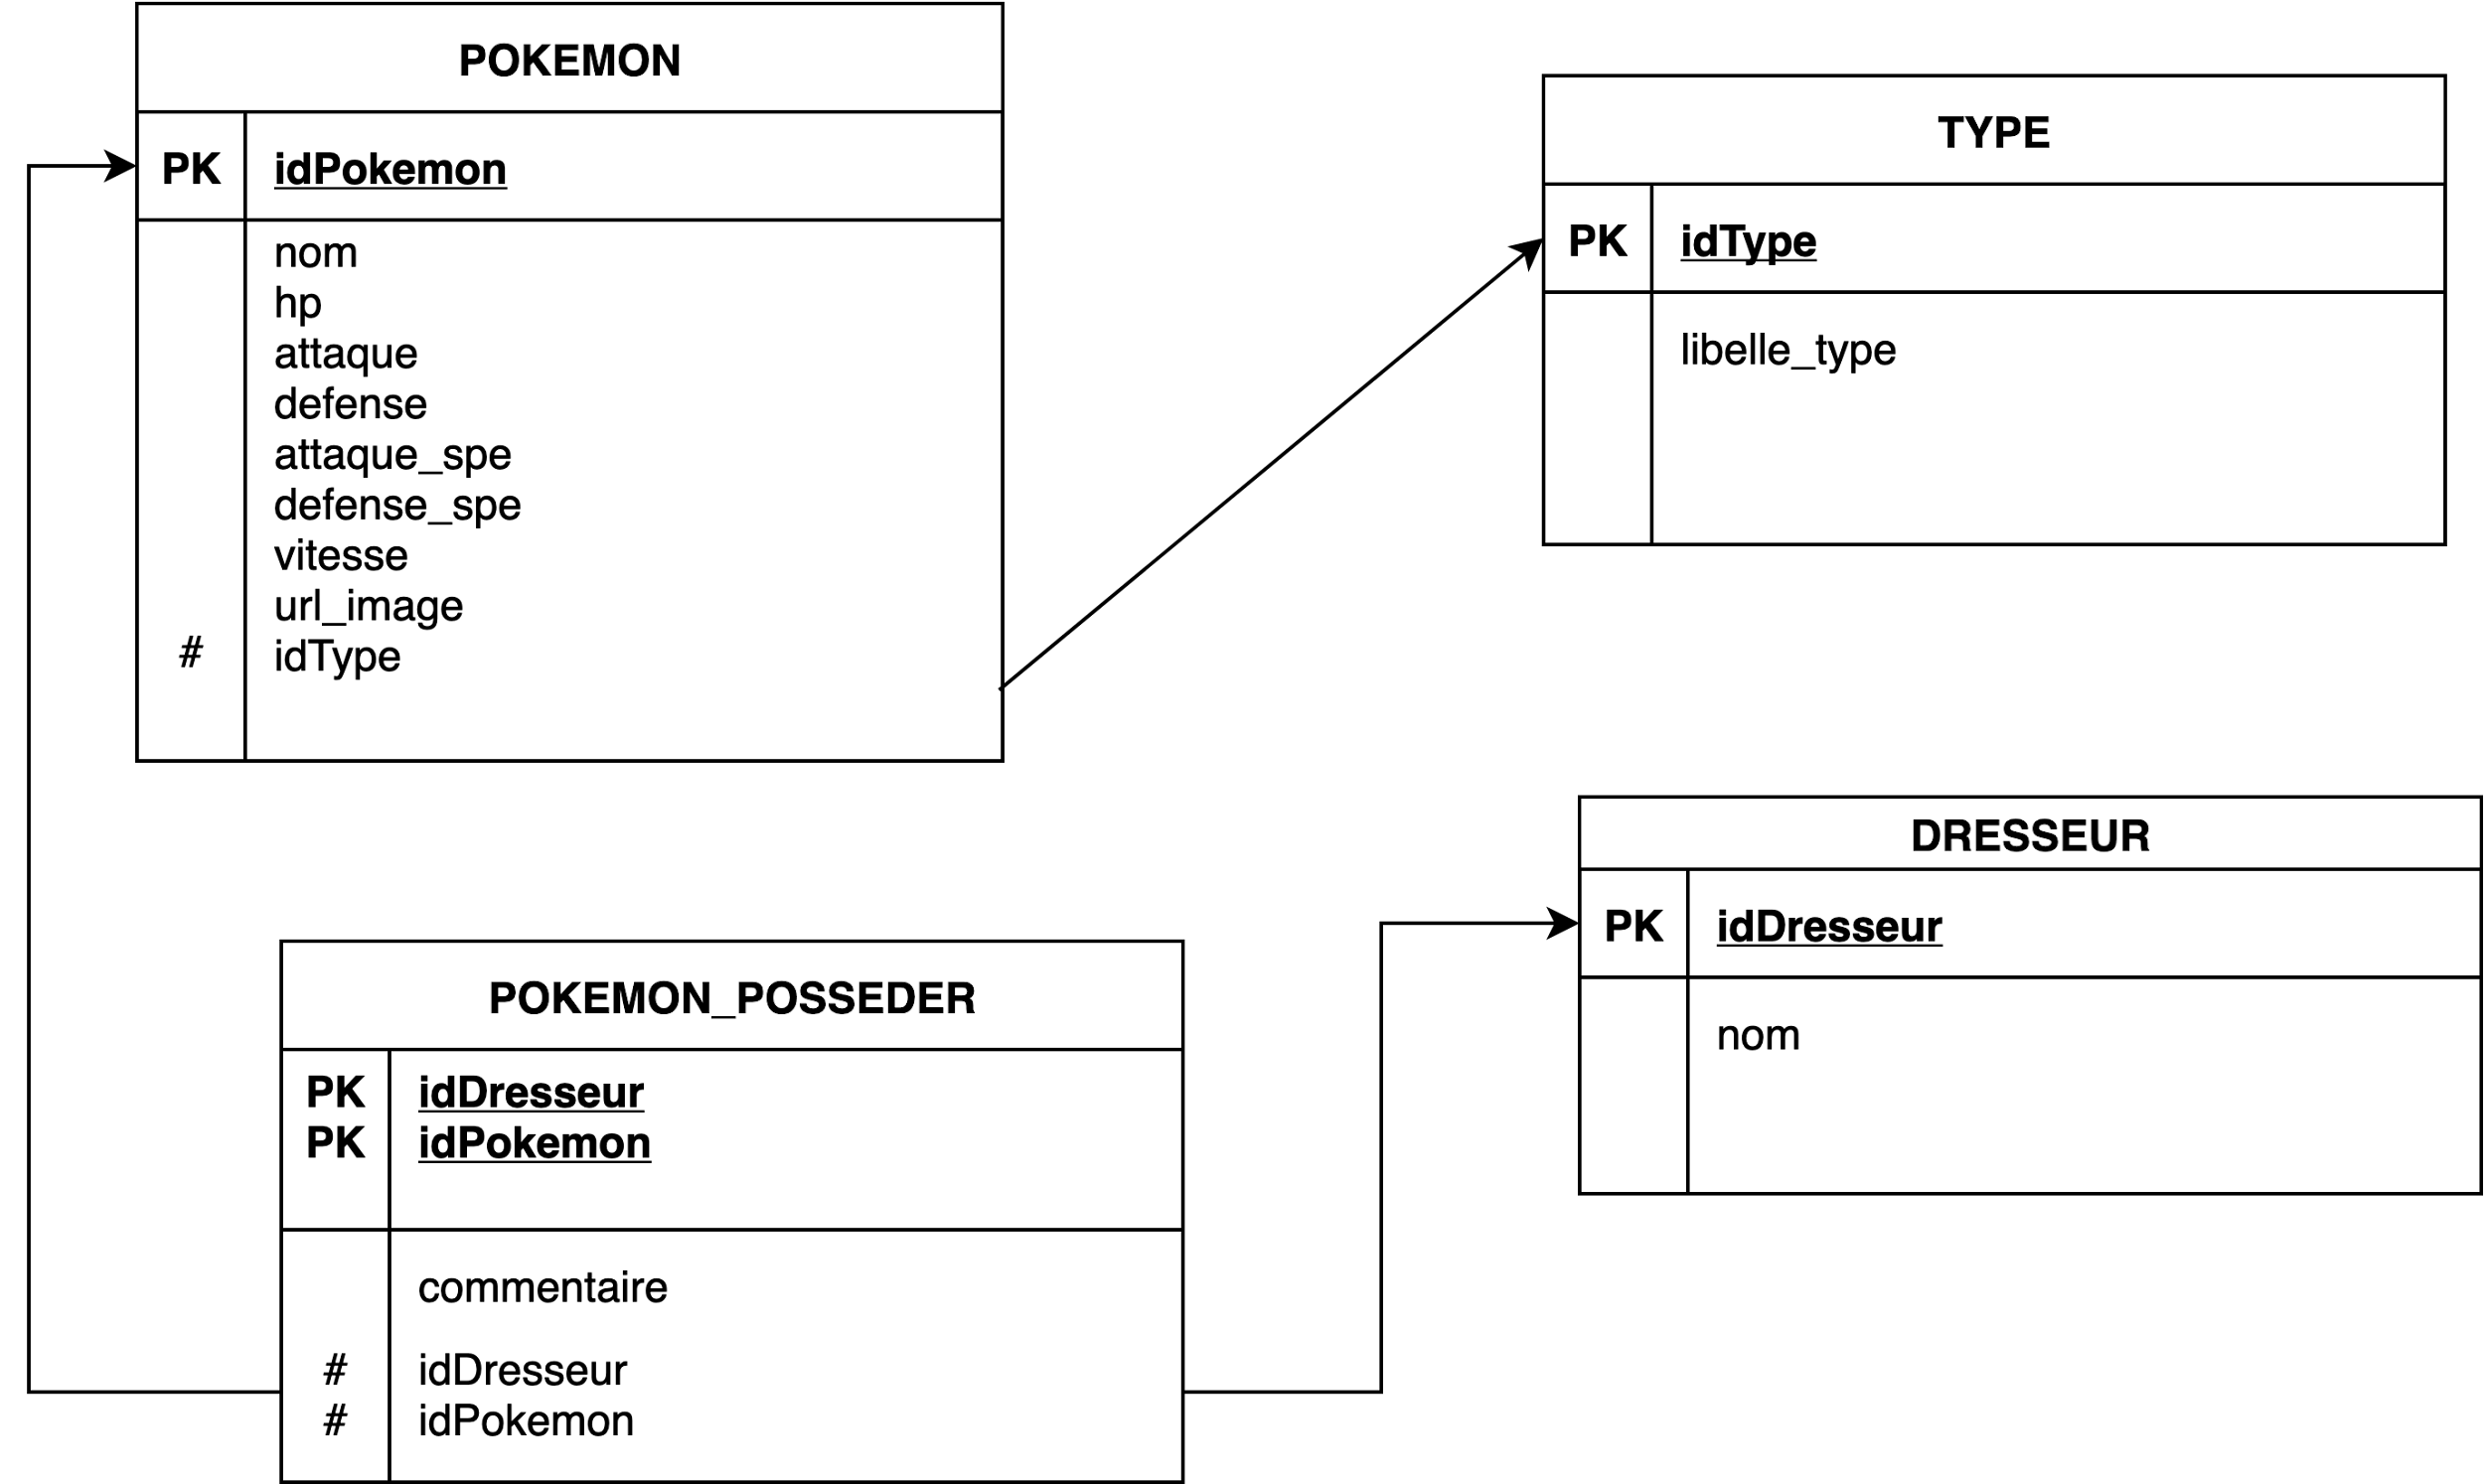 POKEMON
PK idPokemon
nom
hp
attaque
defense
attaque_spe
defense_spe
vitesse
url_image
# idType
TYPE
PK idType
libelle_type
DRESSEUR
PK idDresseur
nom
POKEMON_POSSEDER
PK idDresseur
PK idPokemon
commentaire
# idDresseur
# idPokemon